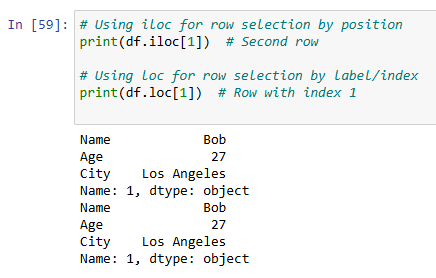 In [59]: # Using iloc for row selection by position
print(df.iloc[1])  # Second row

# Using loc for row selection by label/index
print(df.loc[1])  # Row with index 1

Name            Bob
Age              27
City    Los Angeles
Name: 1, dtype: object
Name            Bob
Age              27
City    Los Angeles
Name: 1, dtype: object